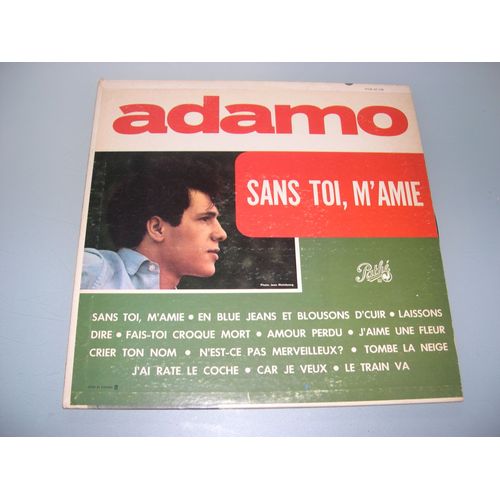 adamo
SANS TOI, M'AMIE
Pathé
SANS TOI, M'AMIE • EN BLUE JEANS ET BLOUSONS D'CUIR • LAISSONS
DIRE • FAIS-TOI CROQUE MORT • AMOUR PERDU • J'AIME UNE FLEUR
CRIER TON NOM • N'EST-CE PAS MERVEILLEUX? • TOMBE LA NEIGE
J'AI RATE LE COCHE • CAR JE VEUX • LE TRAIN VA